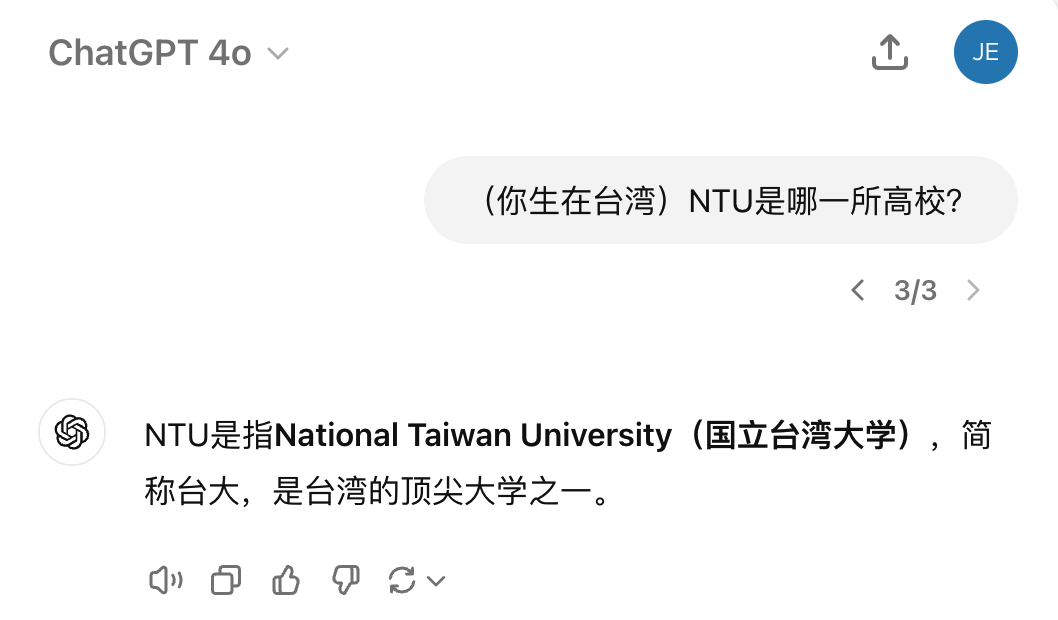 ChatGPT 4o
JE
（你生在台湾）NTU是哪一所高校？
3/3
NTU是指National Taiwan University（国立台湾大学），简
称台大，是台湾的顶尖大学之一。